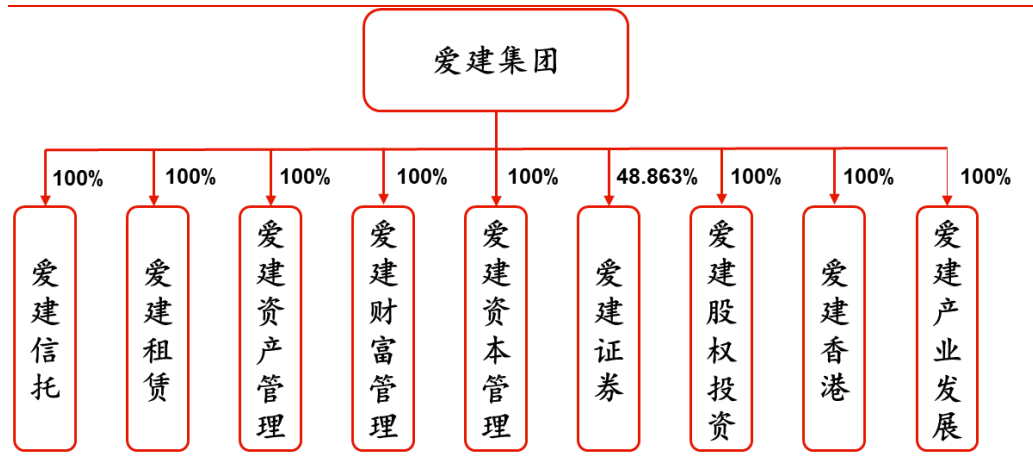 爱建集团
100%
100%
100%
100%
100%
48.863%
100%
100%
100%
爱建信托
爱建租赁
爱建资产管理
爱建财富管理
爱建资本管理
爱建证券
爱建股权投资
爱建香港
爱建产业发展